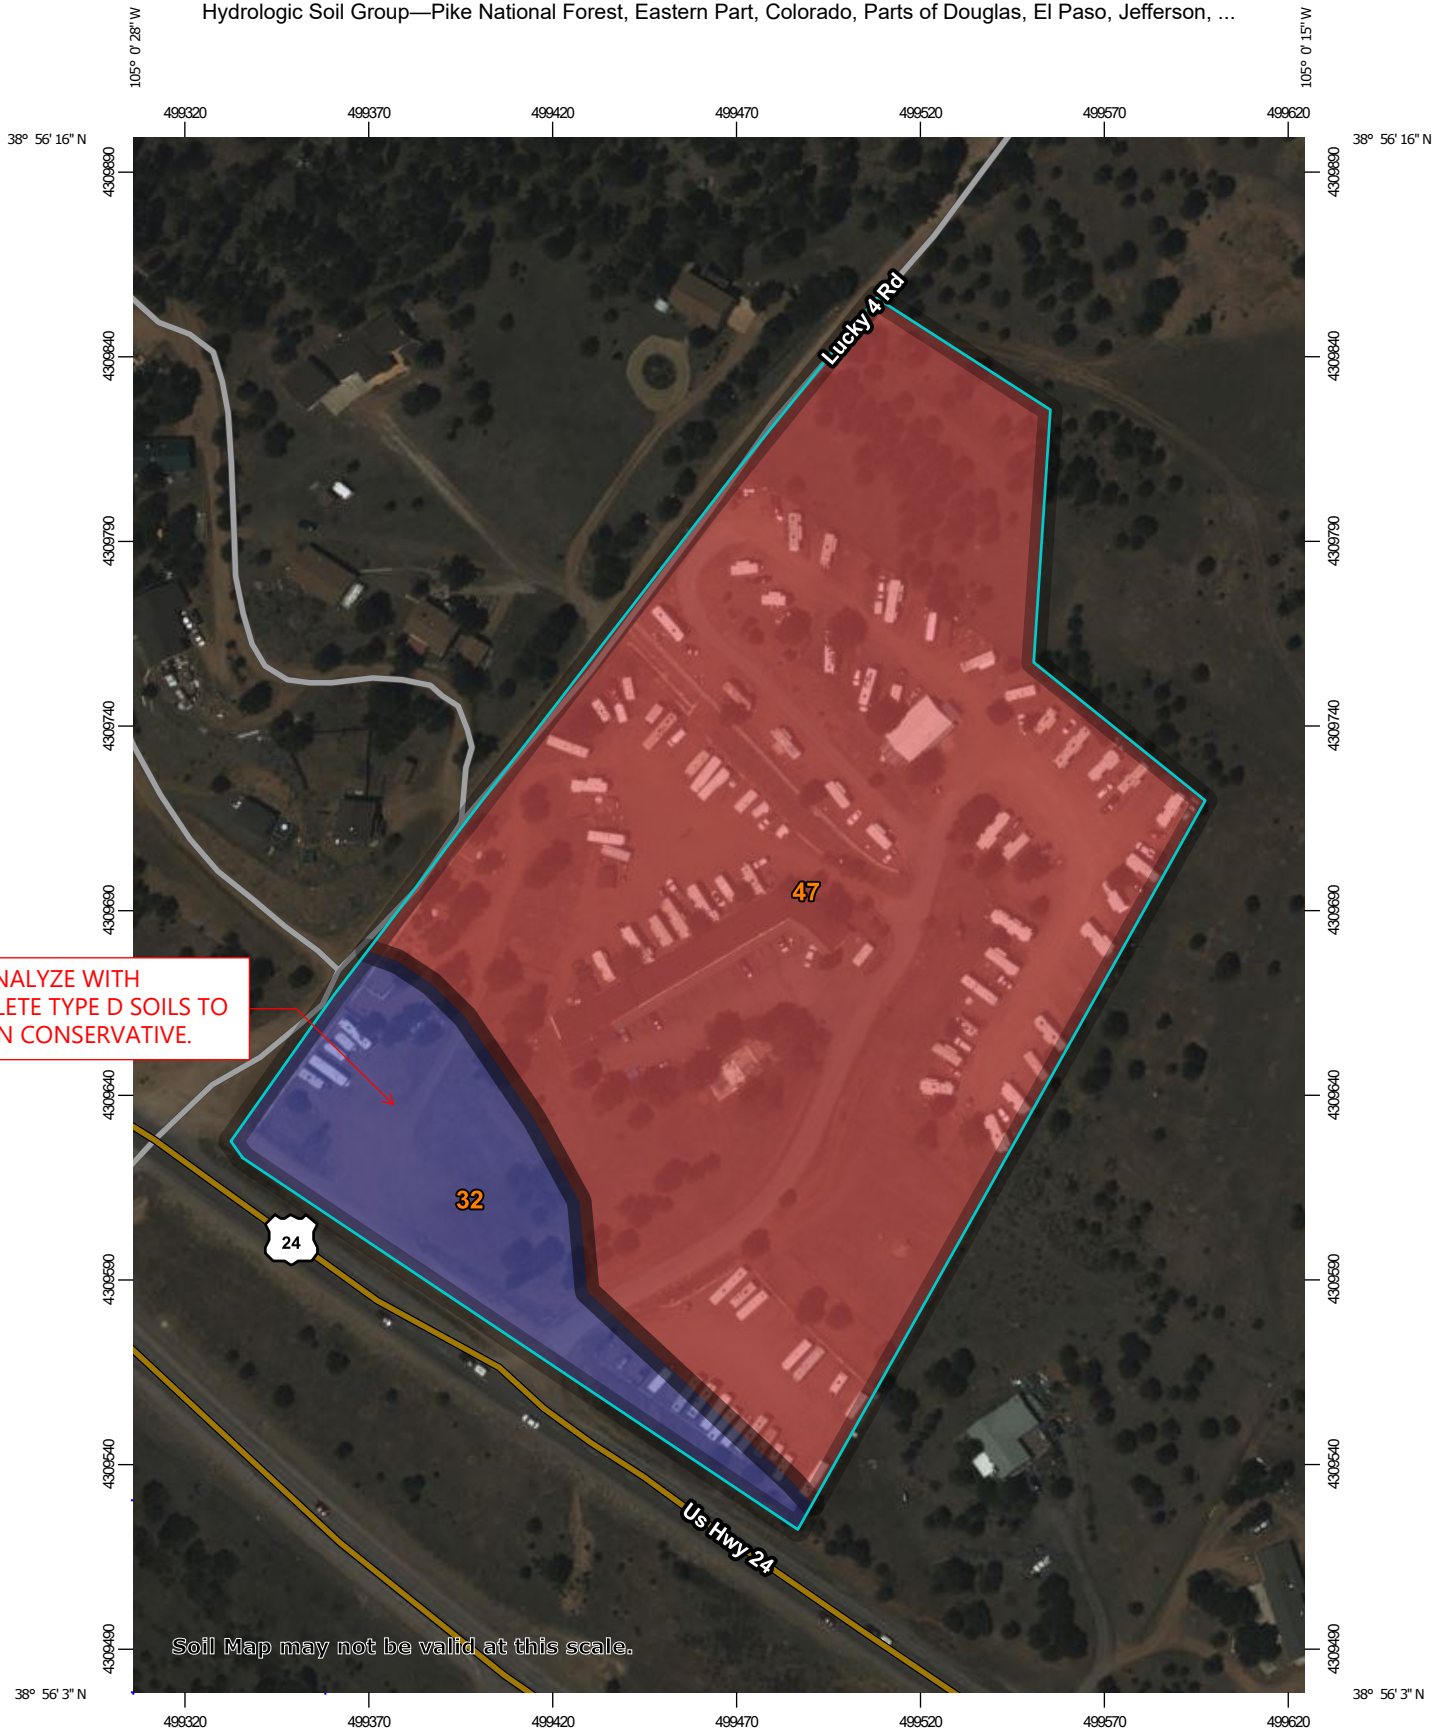 Hydrologic Soil Group—Pike National Forest, Eastern Part, Colorado, Parts of Douglas, El Paso, Jefferson, ...
105° 0' 28'' W
105° 0' 15'' W
499320 499370 499420 499470 499520 499570 499620
38° 56' 16'' N
38° 56' 16'' N
4309890
4309890
Lucky 4 Rd
4309840
4309840
4309790
4309790
4309740
4309740
47
4309690
4309690
NALYZE WITH
LETE TYPE D SOILS TO
N CONSERVATIVE.
4309640
4309640
32
24
4309590
4309590
4309540
4309540
Us Hwy 24
4309490
4309490
Soil Map may not be valid at this scale.
38° 56' 3'' N
38° 56' 3'' N
499320 499370 499420 499470 499520 499570 499620